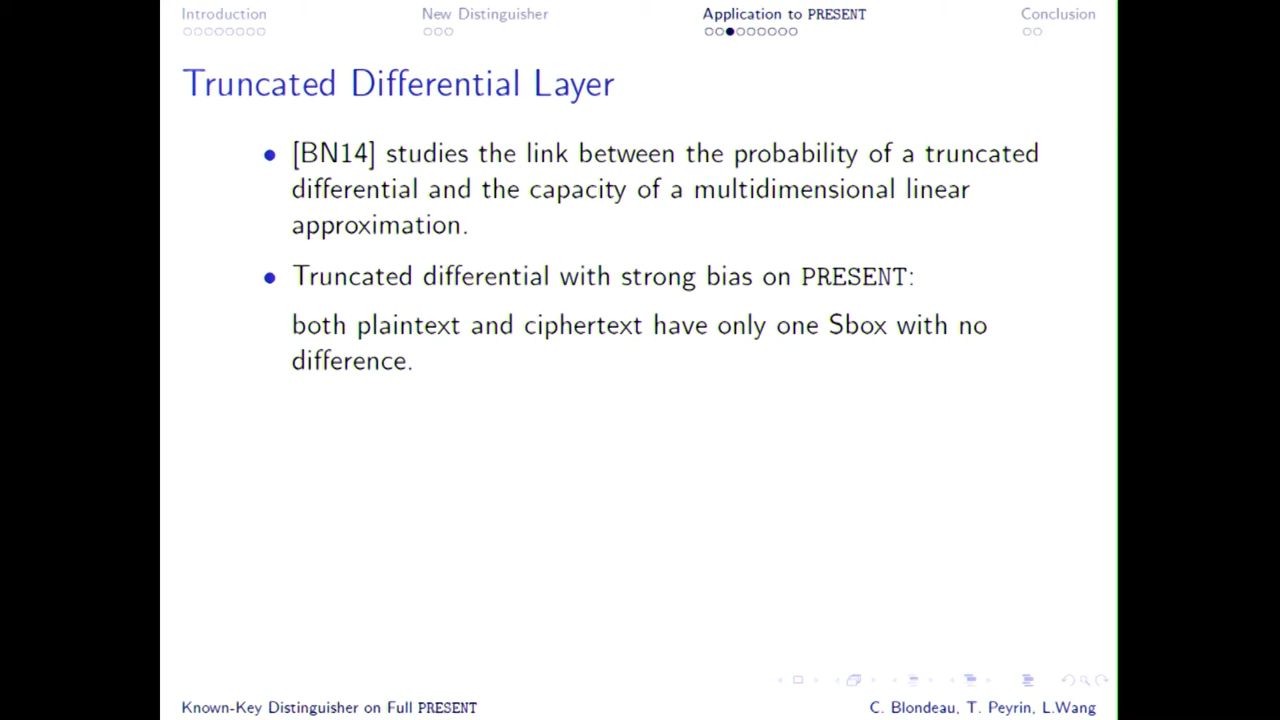 Introduction New Distinguisher Application to PRESENT Conclusion
Truncated Differential Layer
• [BN14] studies the link between the probability of a truncated
differential and the capacity of a multidimensional linear
approximation.
• Truncated differential with strong bias on PRESENT:
both plaintext and ciphertext have only one Sbox with no
difference.
Known-Key Distinguisher on Full PRESENT C. Blondeau, T. Peyrin, L.Wang